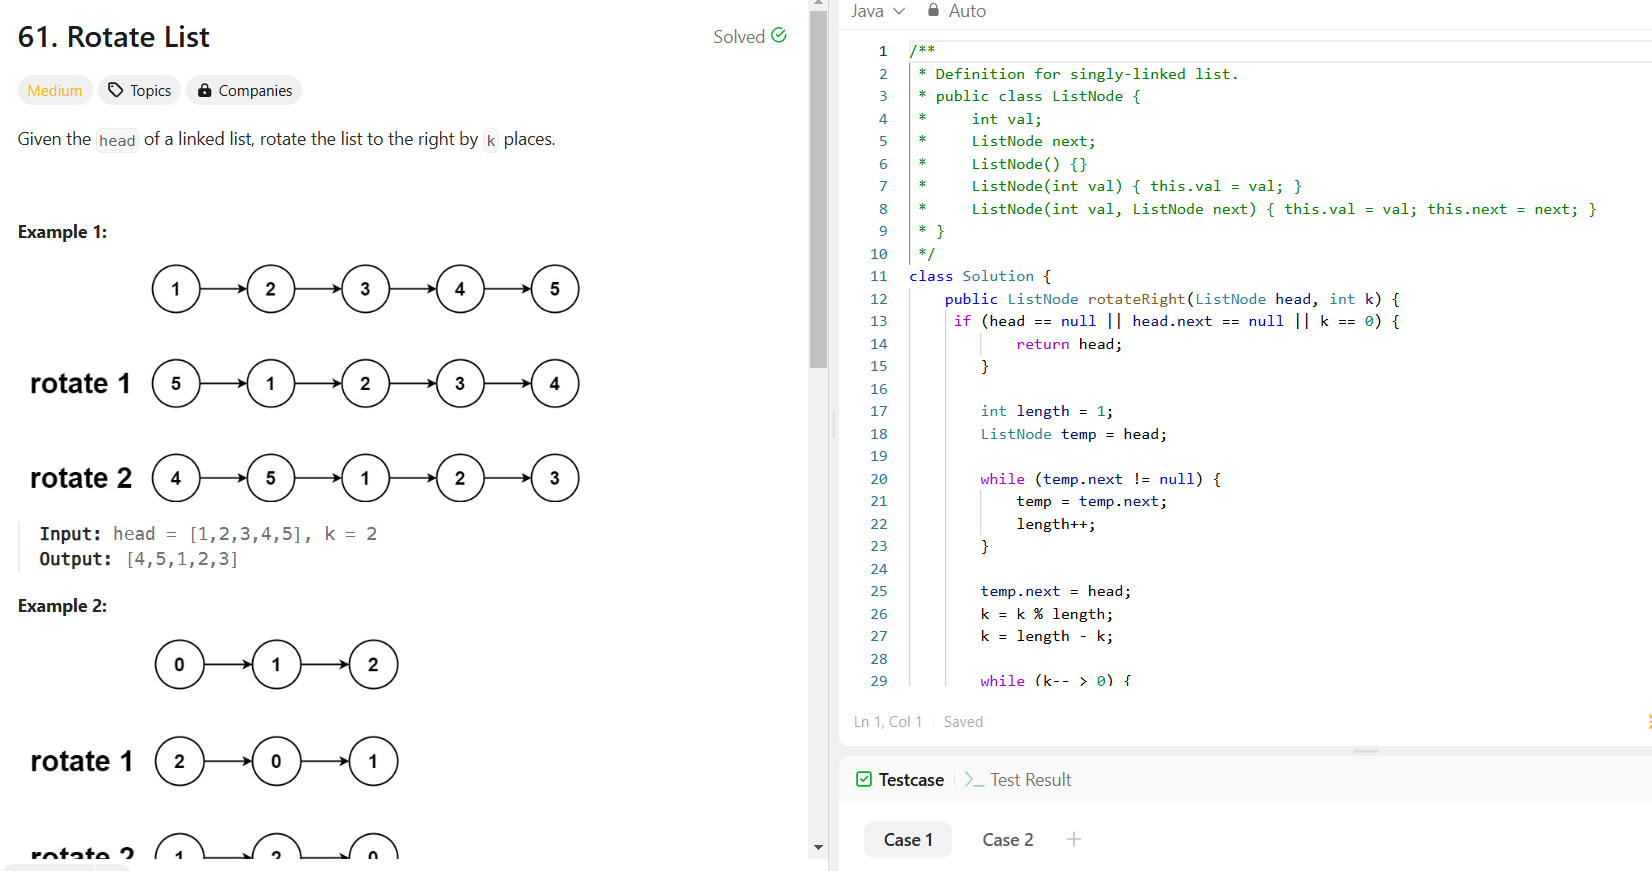 61. Rotate List
Solved
Medium
Topics
Companies
Given the head of a linked list, rotate the list to the right by k places.
Example 1:
1 2 3 4 5
rotate 1 5 1 2 3 4
rotate 2 4 5 1 2 3
Input: head = [1,2,3,4,5], k = 2
Output: [4,5,1,2,3]
Example 2:
0 1 2
rotate 1 2 0 1
rotate 2 1 2 0
Java
Auto
1 /**
2 * Definition for singly-linked list.
3 * public class ListNode {
4 * int val;
5 * ListNode next;
6 * ListNode() {}
7 * ListNode(int val) { this.val = val; }
8 * ListNode(int val, ListNode next) { this.val = val; this.next = next; }
9 * }
10 */
11 class Solution {
12 public ListNode rotateRight(ListNode head, int k) {
13 if (head == null || head.next == null || k == 0) {
14 return head;
15 }
16
17 int length = 1;
18 ListNode temp = head;
19
20 while (temp.next != null) {
21 temp = temp.next;
22 length++;
23 }
24
25 temp.next = head;
26 k = k % length;
27 k = length - k;
28
29 while (k-- > 0) {
Ln 1, Col 1
Saved
Testcase
>_ Test Result
Case 1
Case 2
+